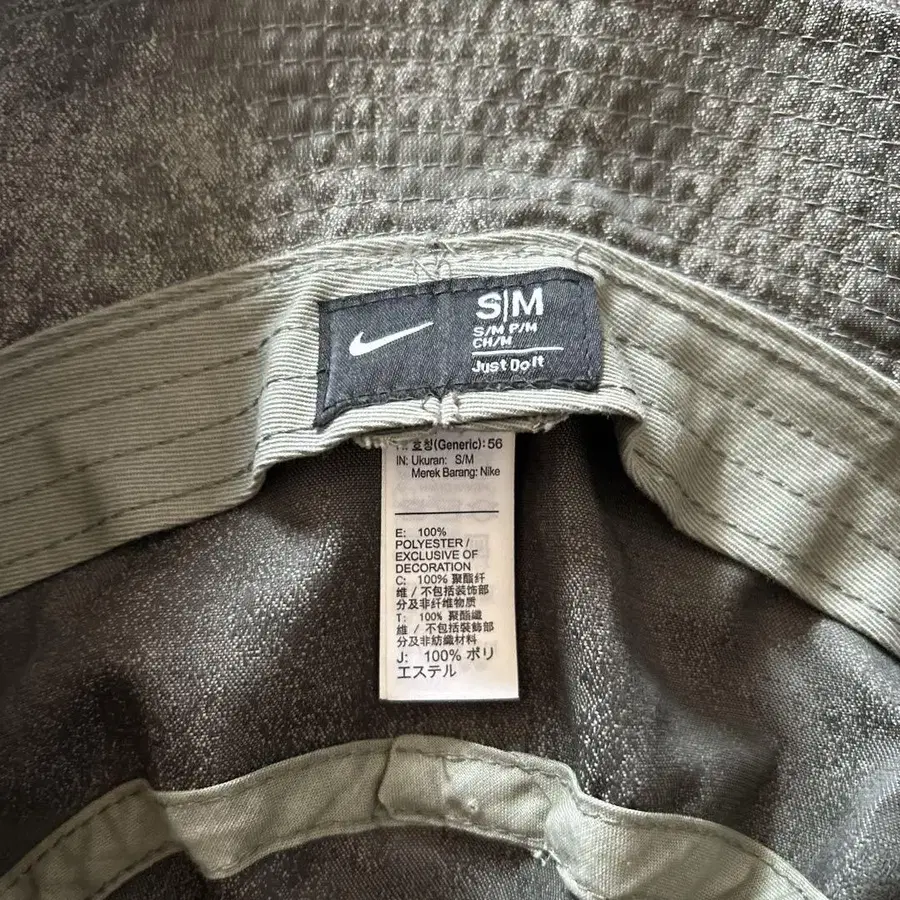 S|M
S/M P/M
CH/M
Just Do It
호칭(Generic): 56
IN: Ukuran: S/M
Merek Barang: Nike
E: 100%
POLYESTER /
EXCLUSIVE OF
DECORATION
C: 100% 聚酯纤
维 / 不包括装饰部
分及非纤维物质
T: 100% 聚酯纖
維 / 不包括裝飾部
分及非紡織材料
J: 100% ポリ
エステル